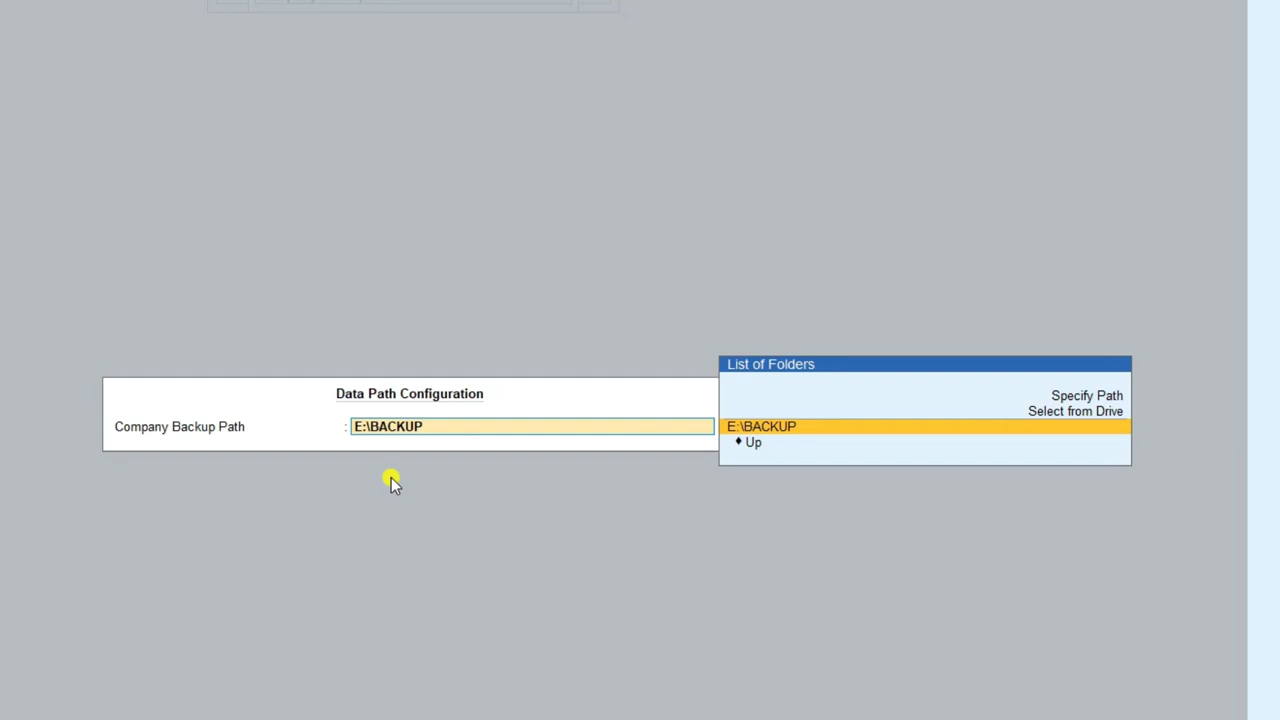 Data Path Configuration
Company Backup Path : E:\BACKUP
List of Folders
Specify Path
Select from Drive
E:\BACKUP
♦ Up